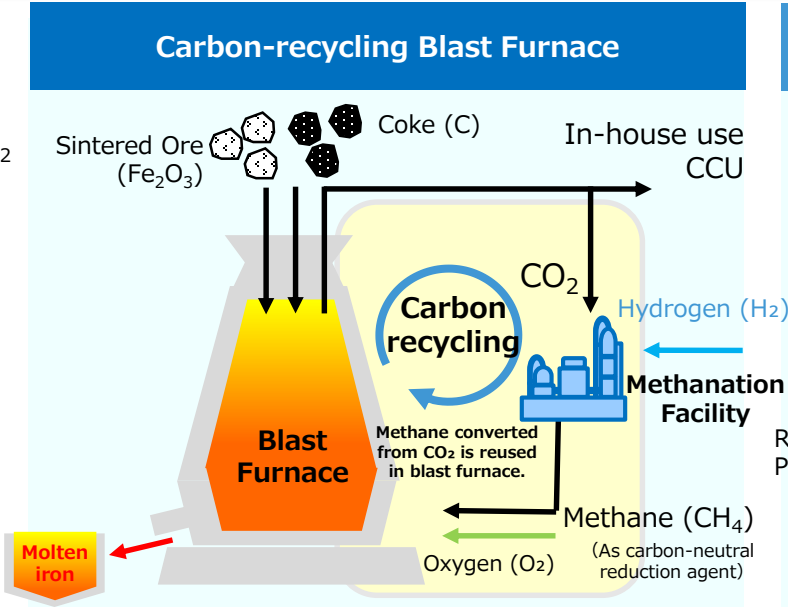 Carbon-recycling Blast Furnace
2
Sintered Ore
(Fe₂O₃)
Coke (C)
In-house use
CCU
CO₂
Hydrogen (H₂)
Carbon
recycling
Methanation
Facility
Blast
Furnace
Methane converted
from CO₂ is reused
in blast furnace.
R
P
Methane (CH₄)
(As carbon-neutral
reduction agent)
Oxygen (O₂)
Molten
iron